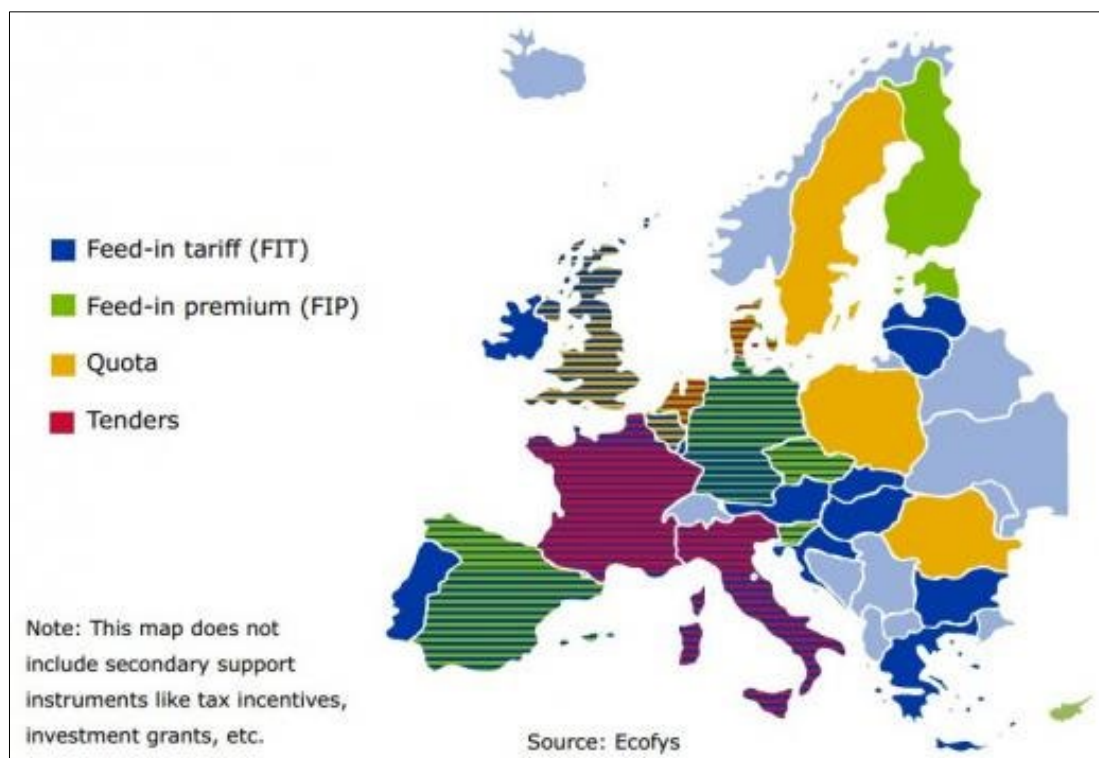 Feed-in tariff (FIT)
Feed-in premium (FIP)
Quota
Tenders
Note: This map does not
include secondary support
instruments like tax incentives,
investment grants, etc.
Source: Ecofys